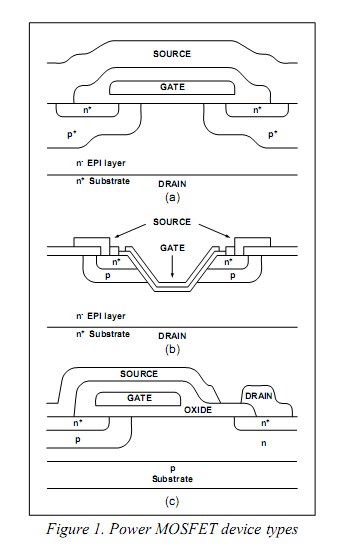 SOURCE
GATE
n+ n+
p+ p+
n- EPI layer
n+ Substrate DRAIN
(a)
SOURCE
GATE
n+ n+
p p
n- EPI layer
n+ Substrate DRAIN
(b)
SOURCE
GATE DRAIN
OXIDE
n+ n+
p n
p
Substrate
(c)
Figure 1. Power MOSFET device types